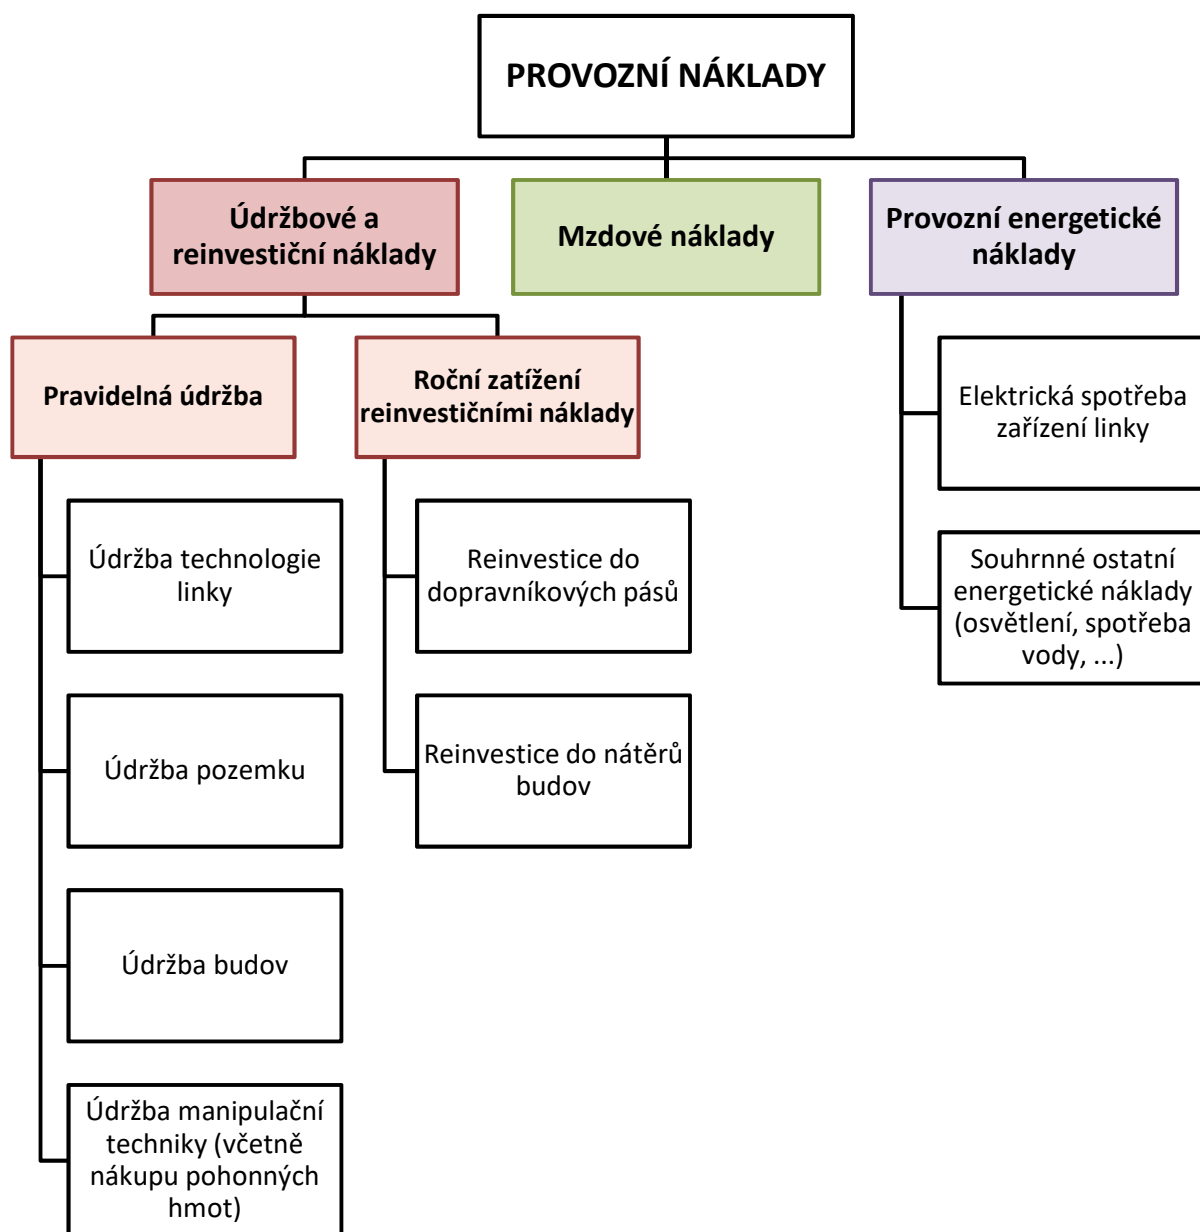 PROVOZNÍ NÁKLADY
Údržbové a
reinvestiční náklady
Mzdové náklady
Provozní energetické
náklady
Pravidelná údržba
Roční zatížení
reinvestičními náklady
Elektrická spotřeba
zařízení linky
Údržba technologie
linky
Reinvestice do
dopravníkových pásů
Souhrnné ostatní
energetické náklady
(osvětlení, spotřeba
vody, ...)
Údržba pozemku
Reinvestice do nátěrů
budov
Údržba budov
Údržba manipulační
techniky (včetně
nákupu pohonných
hmot)